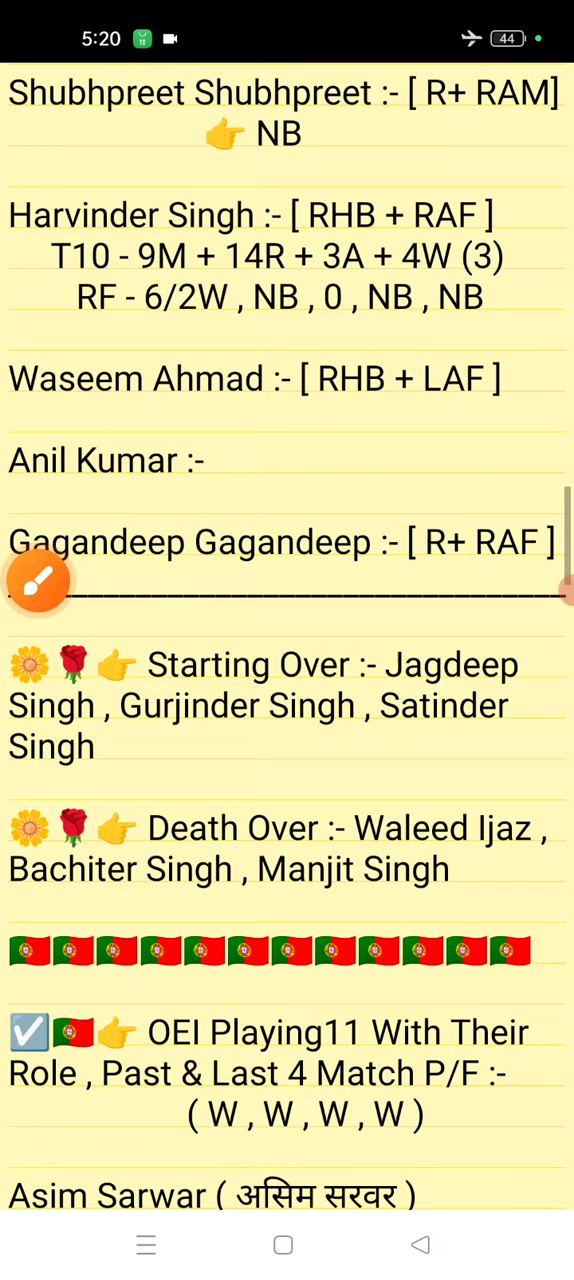 5:20
44
Shubhpreet Shubhpreet :- [ R+ RAM]
👉 NB
Harvinder Singh :- [ RHB + RAF ]
T10 - 9M + 14R + 3A + 4W (3)
RF - 6/2W , NB , 0 , NB , NB
Waseem Ahmad :- [ RHB + LAF ]
Anil Kumar :-
Gagandeep Gagandeep :- [ R+ RAF ]
🌼🌹👉 Starting Over :- Jagdeep
Singh , Gurjinder Singh , Satinder
Singh
🌼🌹👉 Death Over :- Waleed Ijaz ,
Bachiter Singh , Manjit Singh
🇵🇹🇵🇹🇵🇹🇵🇹🇵🇹🇵🇹🇵🇹🇵🇹🇵🇹🇵🇹🇵🇹🇵🇹
☑️🇵🇹👉 OEI Playing11 With Their
Role , Past & Last 4 Match P/F :-
( W , W , W , W )
Asim Sarwar ( असिम सरवर )